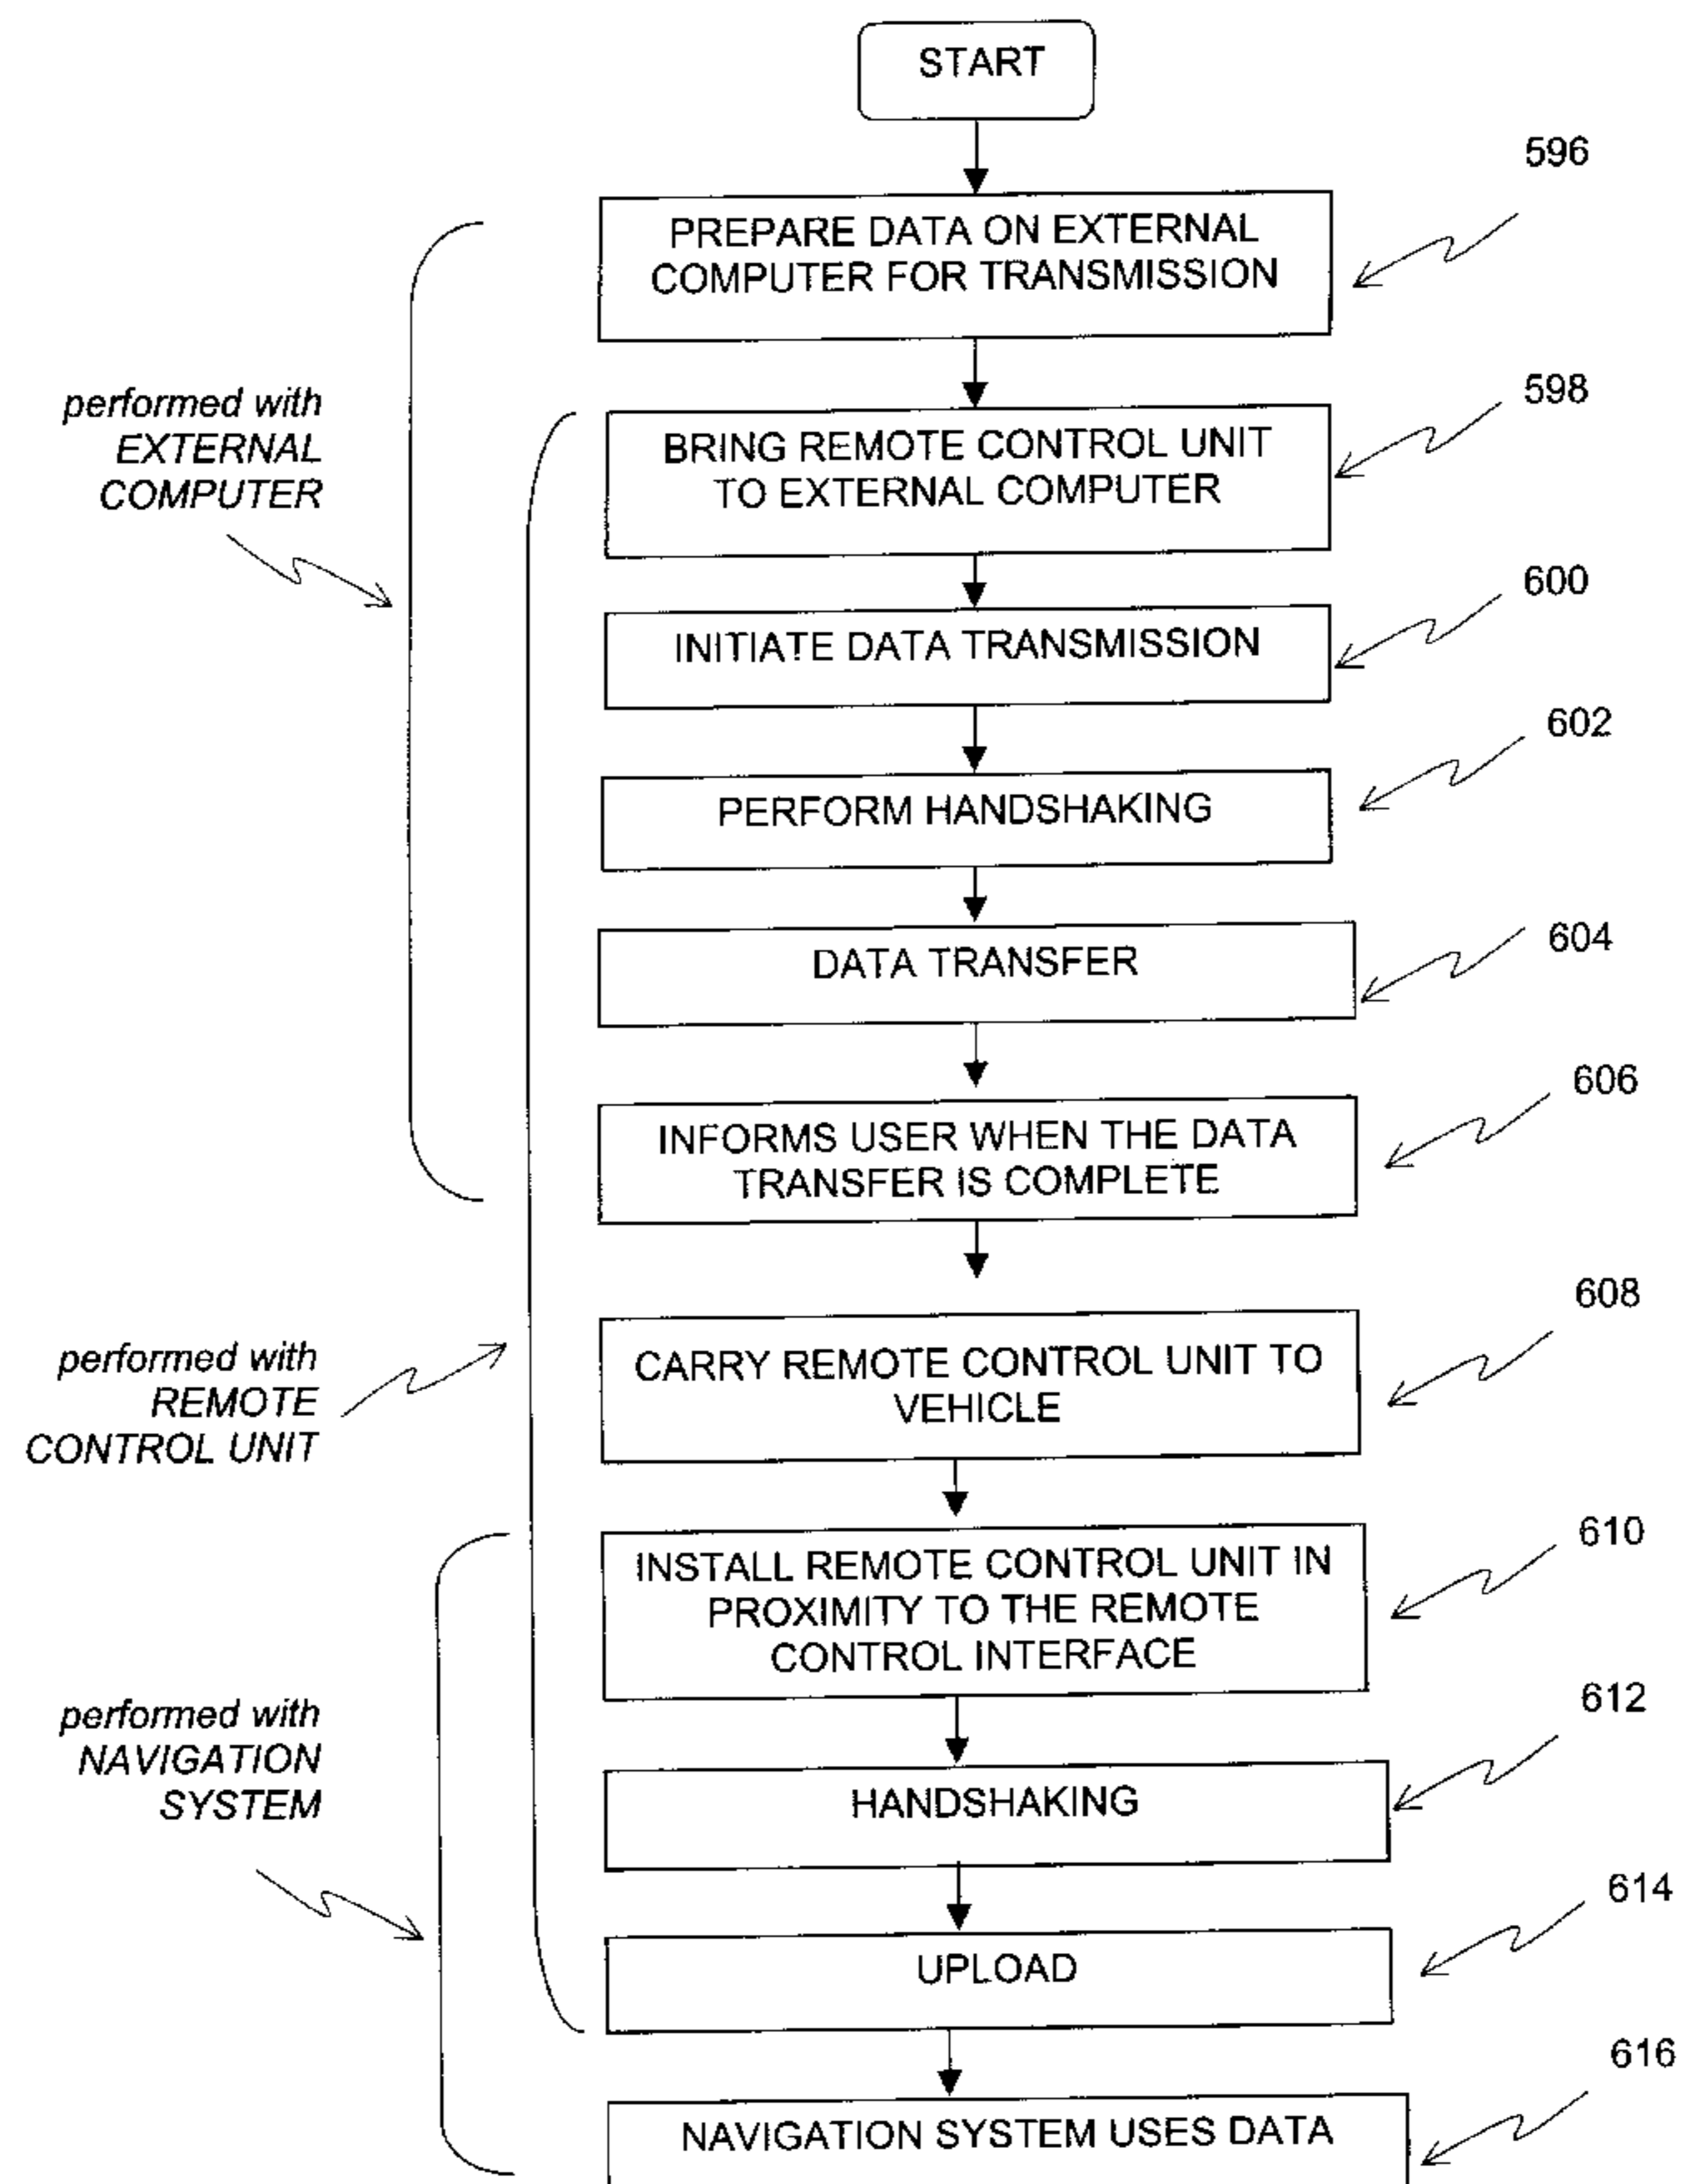 START
596
PREPARE DATA ON EXTERNAL
COMPUTER FOR TRANSMISSION
598
performed with
EXTERNAL
COMPUTER
BRING REMOTE CONTROL UNIT
TO EXTERNAL COMPUTER
600
INITIATE DATA TRANSMISSION
602
PERFORM HANDSHAKING
604
DATA TRANSFER
606
INFORMS USER WHEN THE DATA
TRANSFER IS COMPLETE
608
performed with
REMOTE
CONTROL UNIT
CARRY REMOTE CONTROL UNIT TO
VEHICLE
610
INSTALL REMOTE CONTROL UNIT IN
PROXIMITY TO THE REMOTE
CONTROL INTERFACE
612
performed with
NAVIGATION
SYSTEM
HANDSHAKING
614
UPLOAD
616
NAVIGATION SYSTEM USES DATA